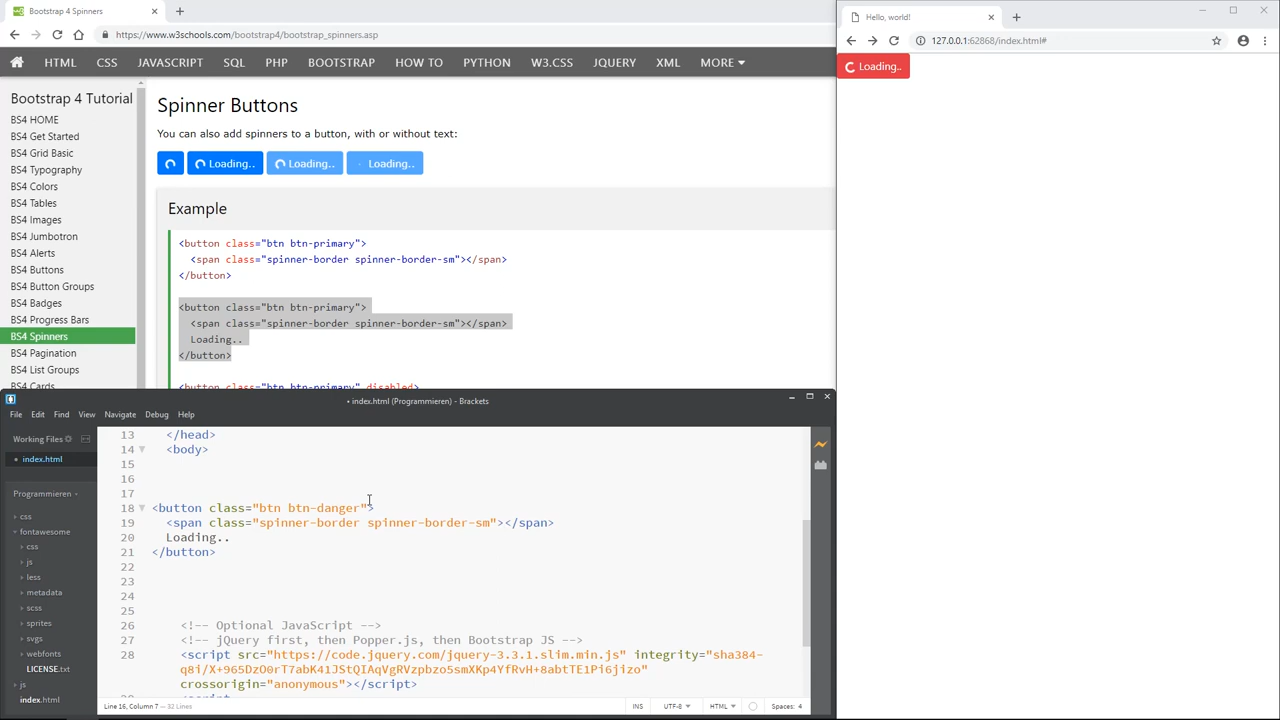 Bootstrap 4 Spinners
https://www.w3schools.com/bootstrap4/bootstrap_spinners.asp
HTML CSS JAVASCRIPT SQL PHP BOOTSTRAP HOW TO PYTHON W3.CSS JQUERY XML MORE
Bootstrap 4 Tutorial
BS4 HOME
BS4 Get Started
BS4 Grid Basic
BS4 Typography
BS4 Colors
BS4 Tables
BS4 Images
BS4 Jumbotron
BS4 Alerts
BS4 Buttons
BS4 Button Groups
BS4 Badges
BS4 Progress Bars
BS4 Spinners
BS4 Pagination
BS4 List Groups
BS4 Cards
Spinner Buttons
You can also add spinners to a button, with or without text:
Loading.. Loading.. Loading..
Example
<button class="btn btn-primary">
<span class="spinner-border spinner-border-sm"></span>
</button>
<button class="btn btn-primary">
<span class="spinner-border spinner-border-sm"></span>
Loading..
</button>
<button class="btn btn-primary" disabled>
Hello, world!
127.0.0.1:62868/index.html#
Loading..
• index.html (Programmieren) - Brackets
File Edit Find View Navigate Debug Help
Working Files
index.html
Programmieren
css
fontawesome
css
js
less
metadata
scss
sprites
svgs
webfonts
LICENSE.txt
js
index.html
13 </head>
14 <body>
15
16
17
18 <button class="btn btn-danger">
19 <span class="spinner-border spinner-border-sm"></span>
20 Loading..
21 </button>
22
23
24
25
26 <!-- Optional JavaScript -->
27 <!-- jQuery first, then Popper.js, then Bootstrap JS -->
28 <script src="https://code.jquery.com/jquery-3.3.1.slim.min.js" integrity="sha384-
q8i/X+965DzO0rT7abK41JStQIAqVgRVzpbzo5smXKp4YfRvH+8abtTE1Pi6jizo"
crossorigin="anonymous"></script>
<script
Line 16, Column 7 — 32 Lines
INS UTF-8 HTML Spaces: 4